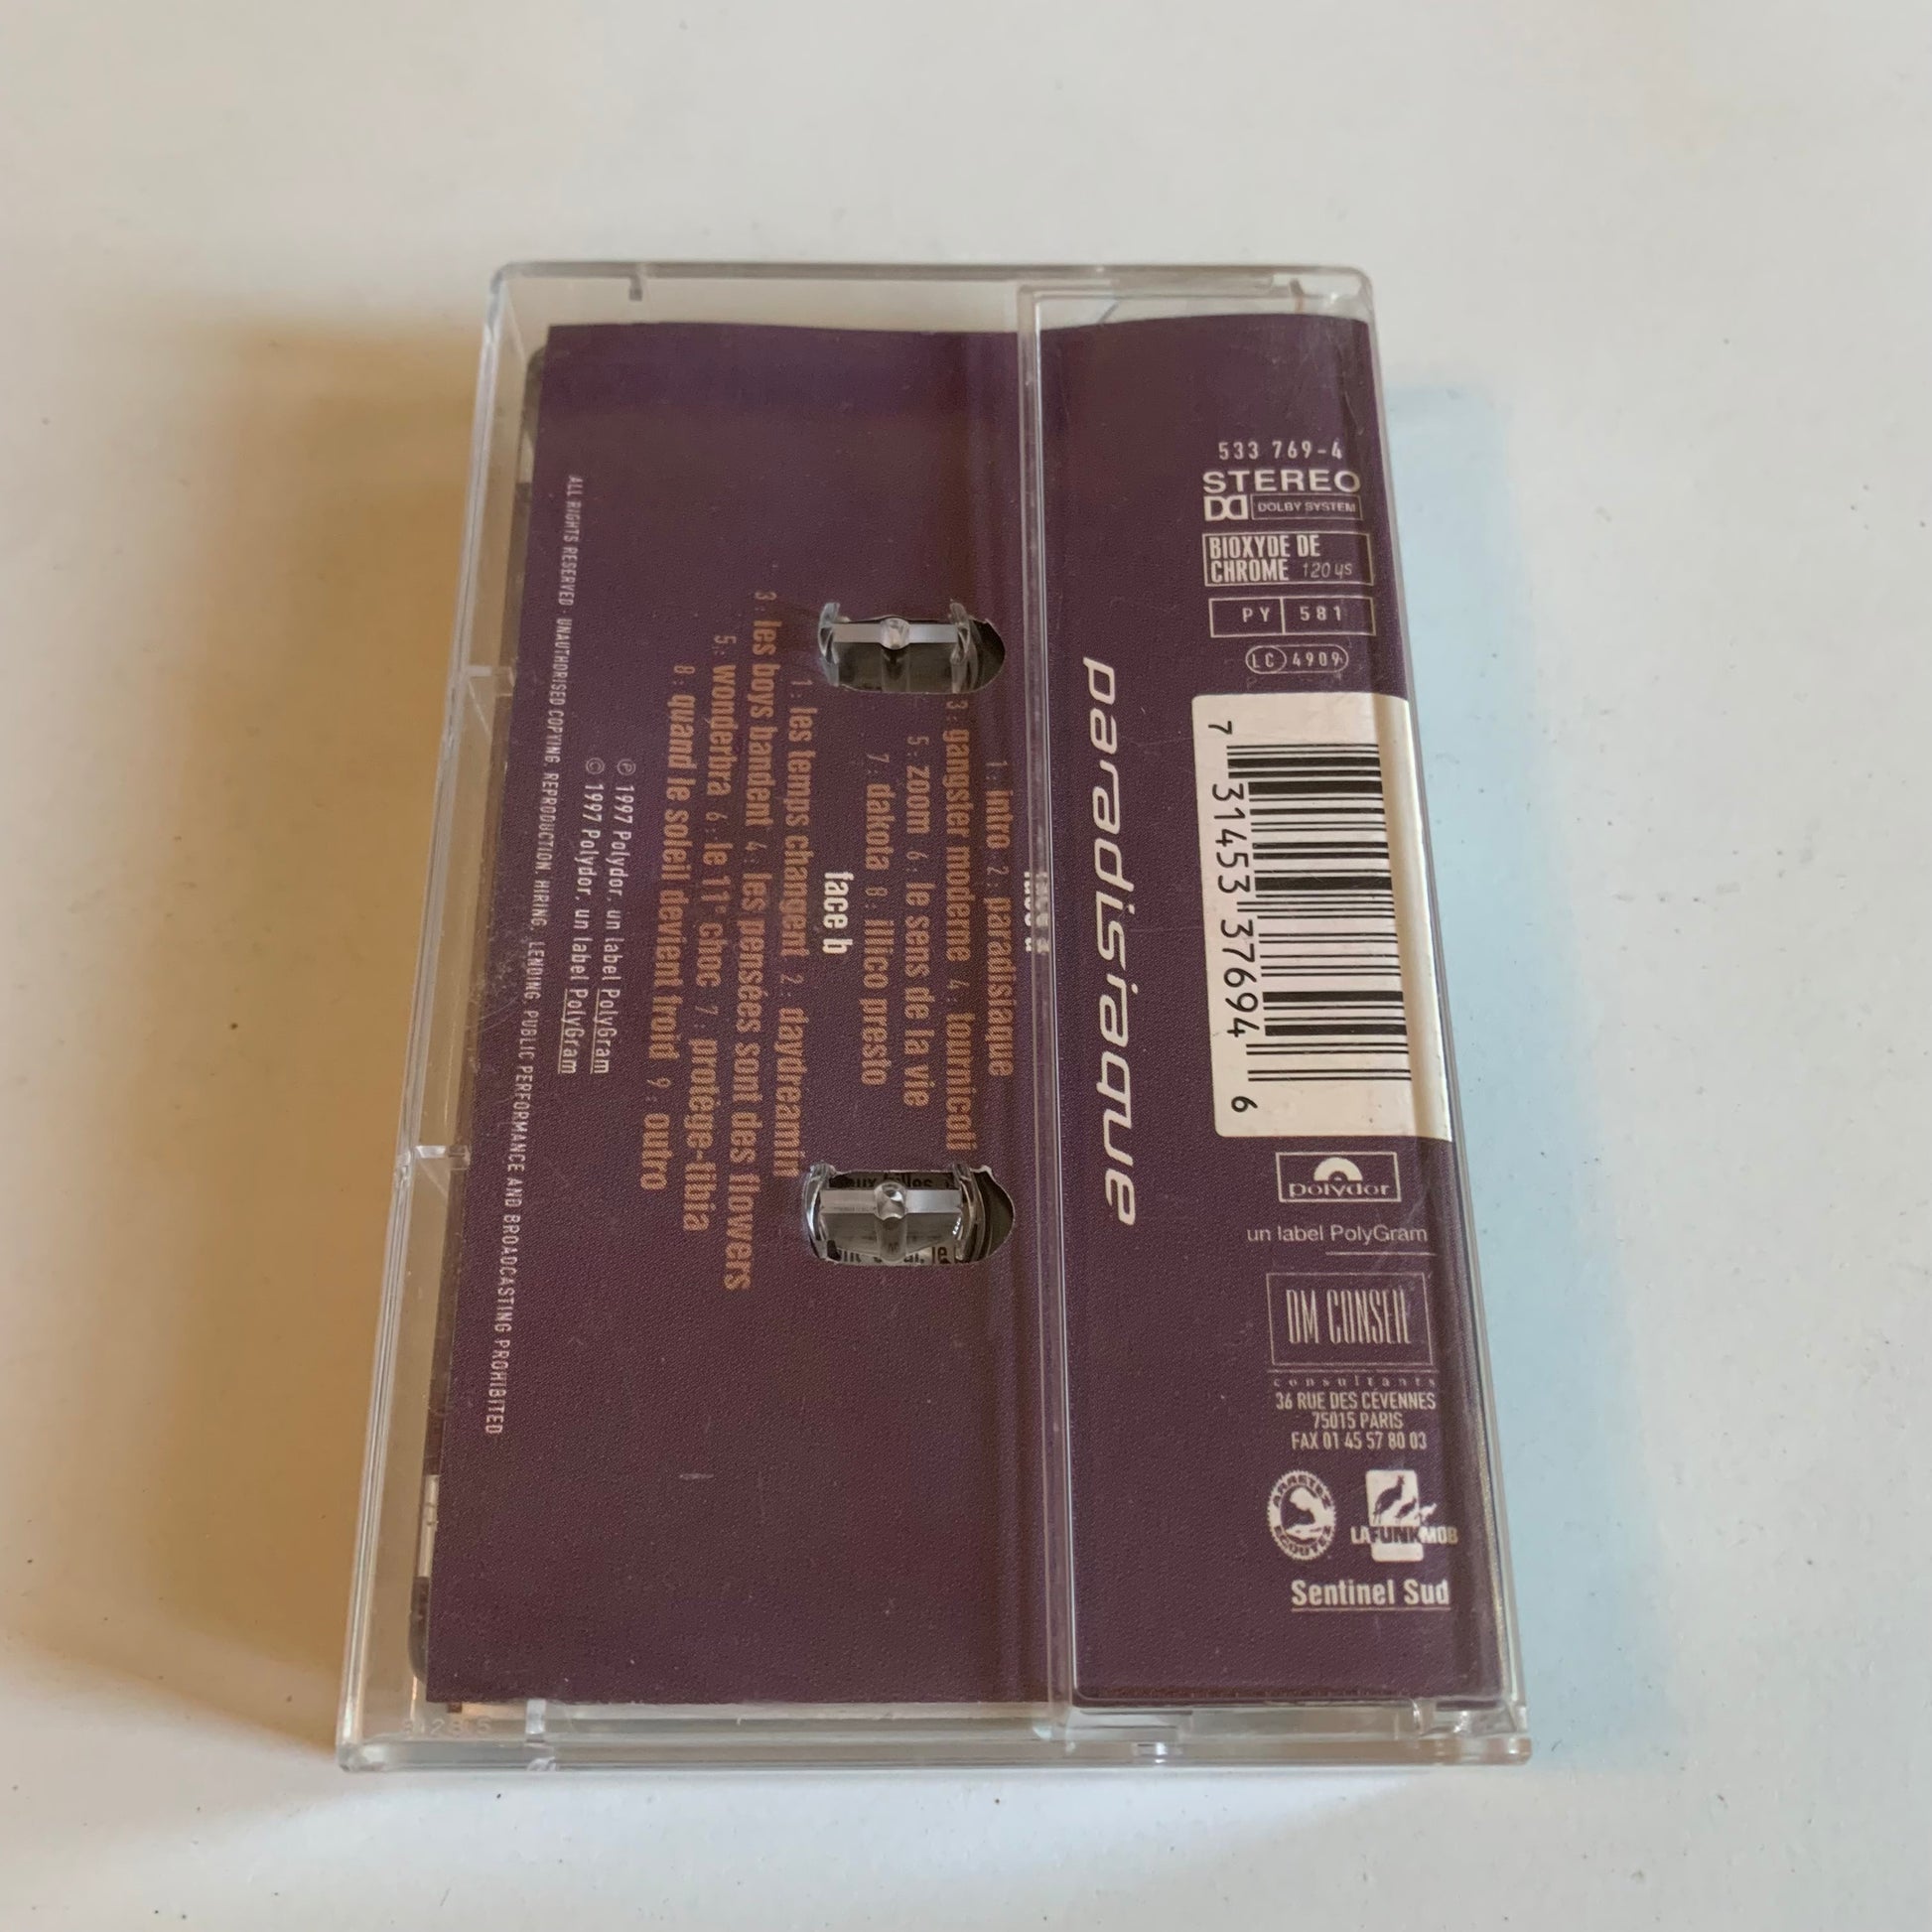 533 769-4
STEREO
DOLBY SYSTEM
BIOXYDE DE
CHROME 120 µs
PY 581
LC 4909
7 31453 37694 6
polydor
un label PolyGram
DM CONSEIL
consultants
36 RUE DES CÉVENNES
75015 PARIS
FAX 01 45 57 80 03
ARRETEZ
ECOUTEZ
LA FUNK MOB
Sentinel Sud
paradisiaque
face a
1: intro 2: paradisiaque
3: gangster moderne 4: tournicoti
5: zoom 6: le sens de la vie
7: dakota 8: illico presto
face b
1: les temps changent 2: daydreamin
3: les boys bandent 4: les pensées sont des flowers
5: wonderbra 6: le 11e choc 7: protège-tibia
8: quand le soleil devient froid 9: outro
℗ 1997 Polydor, un label PolyGram
© 1997 Polydor, un label PolyGram
ALL RIGHTS RESERVED. UNAUTHORISED COPYING, REPRODUCTION, HIRING, LENDING, PUBLIC PERFORMANCE AND BROADCASTING PROHIBITED